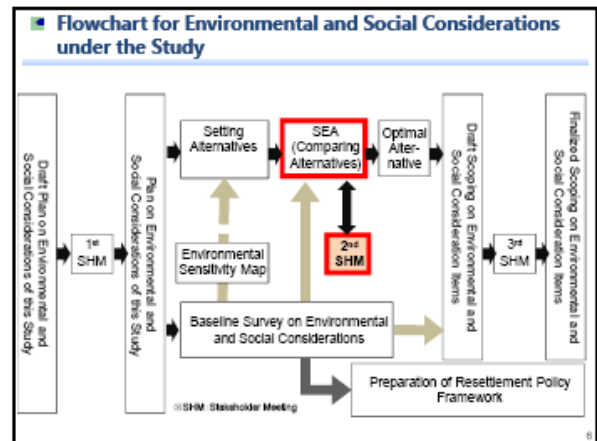 Flowchart for Environmental and Social Considerations
under the Study
Draft Plan on Environmental and
Social Considerations of this Study
1st
SHM
Plan on Environmental and
Social Considerations of this Study
Setting
Alternatives
SEA
(Comparing
Alternatives)
Optimal
Alter-
native
2nd
SHM
Environmental
Sensitivity Map
Baseline Survey on Environmental
and Social Considerations
Draft Scoping on Environmental and
Social Consideration Items
3rd
SHM
Finalized Scoping on Environmental and
Social Consideration Items
Preparation of Resettlement Policy
Framework
※SHM: Stakeholder Meeting
6